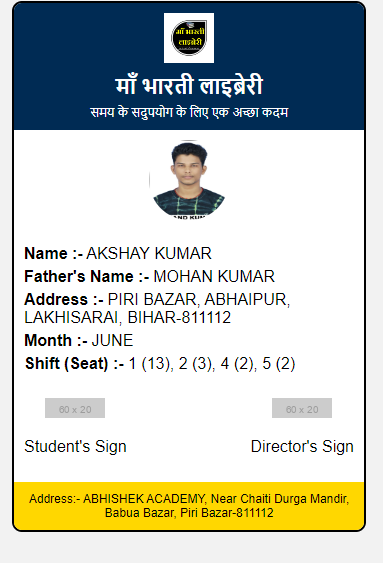 माँ भारती
लाइब्रेरी
माँ भारती लाइब्रेरी
समय के सदुपयोग के लिए एक अच्छा कदम
Name :- AKSHAY KUMAR
Father's Name :- MOHAN KUMAR
Address :- PIRI BAZAR, ABHAIPUR,
LAKHISARAI, BIHAR-811112
Month :- JUNE
Shift (Seat) :- 1 (13), 2 (3), 4 (2), 5 (2)
60 x 20 60 x 20
Student's Sign Director's Sign
Address:- ABHISHEK ACADEMY, Near Chaiti Durga Mandir,
Babua Bazar, Piri Bazar-811112